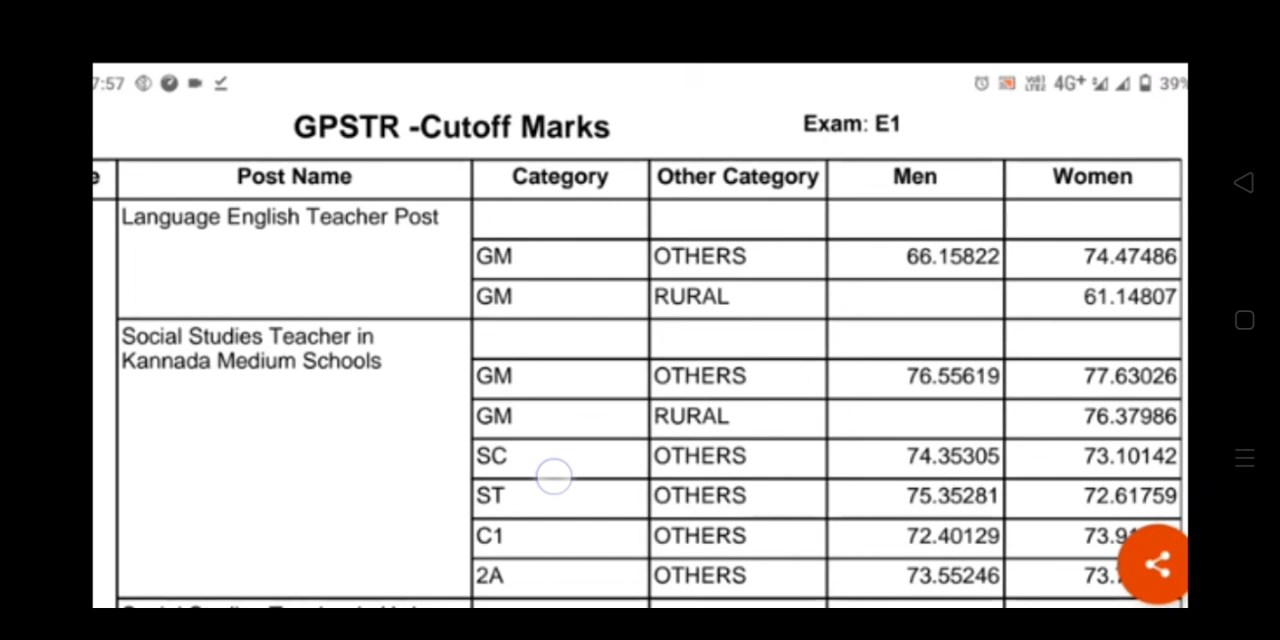 7:57 4G+ 39%
GPSTR -Cutoff Marks Exam: E1
e Post Name Category Other Category Men Women
Language English Teacher Post
GM OTHERS 66.15822 74.47486
GM RURAL 61.14807
Social Studies Teacher in
Kannada Medium Schools
GM OTHERS 76.55619 77.63026
GM RURAL 76.37986
SC OTHERS 74.35305 73.10142
ST OTHERS 75.35281 72.61759
C1 OTHERS 72.40129
2A OTHERS 73.55246